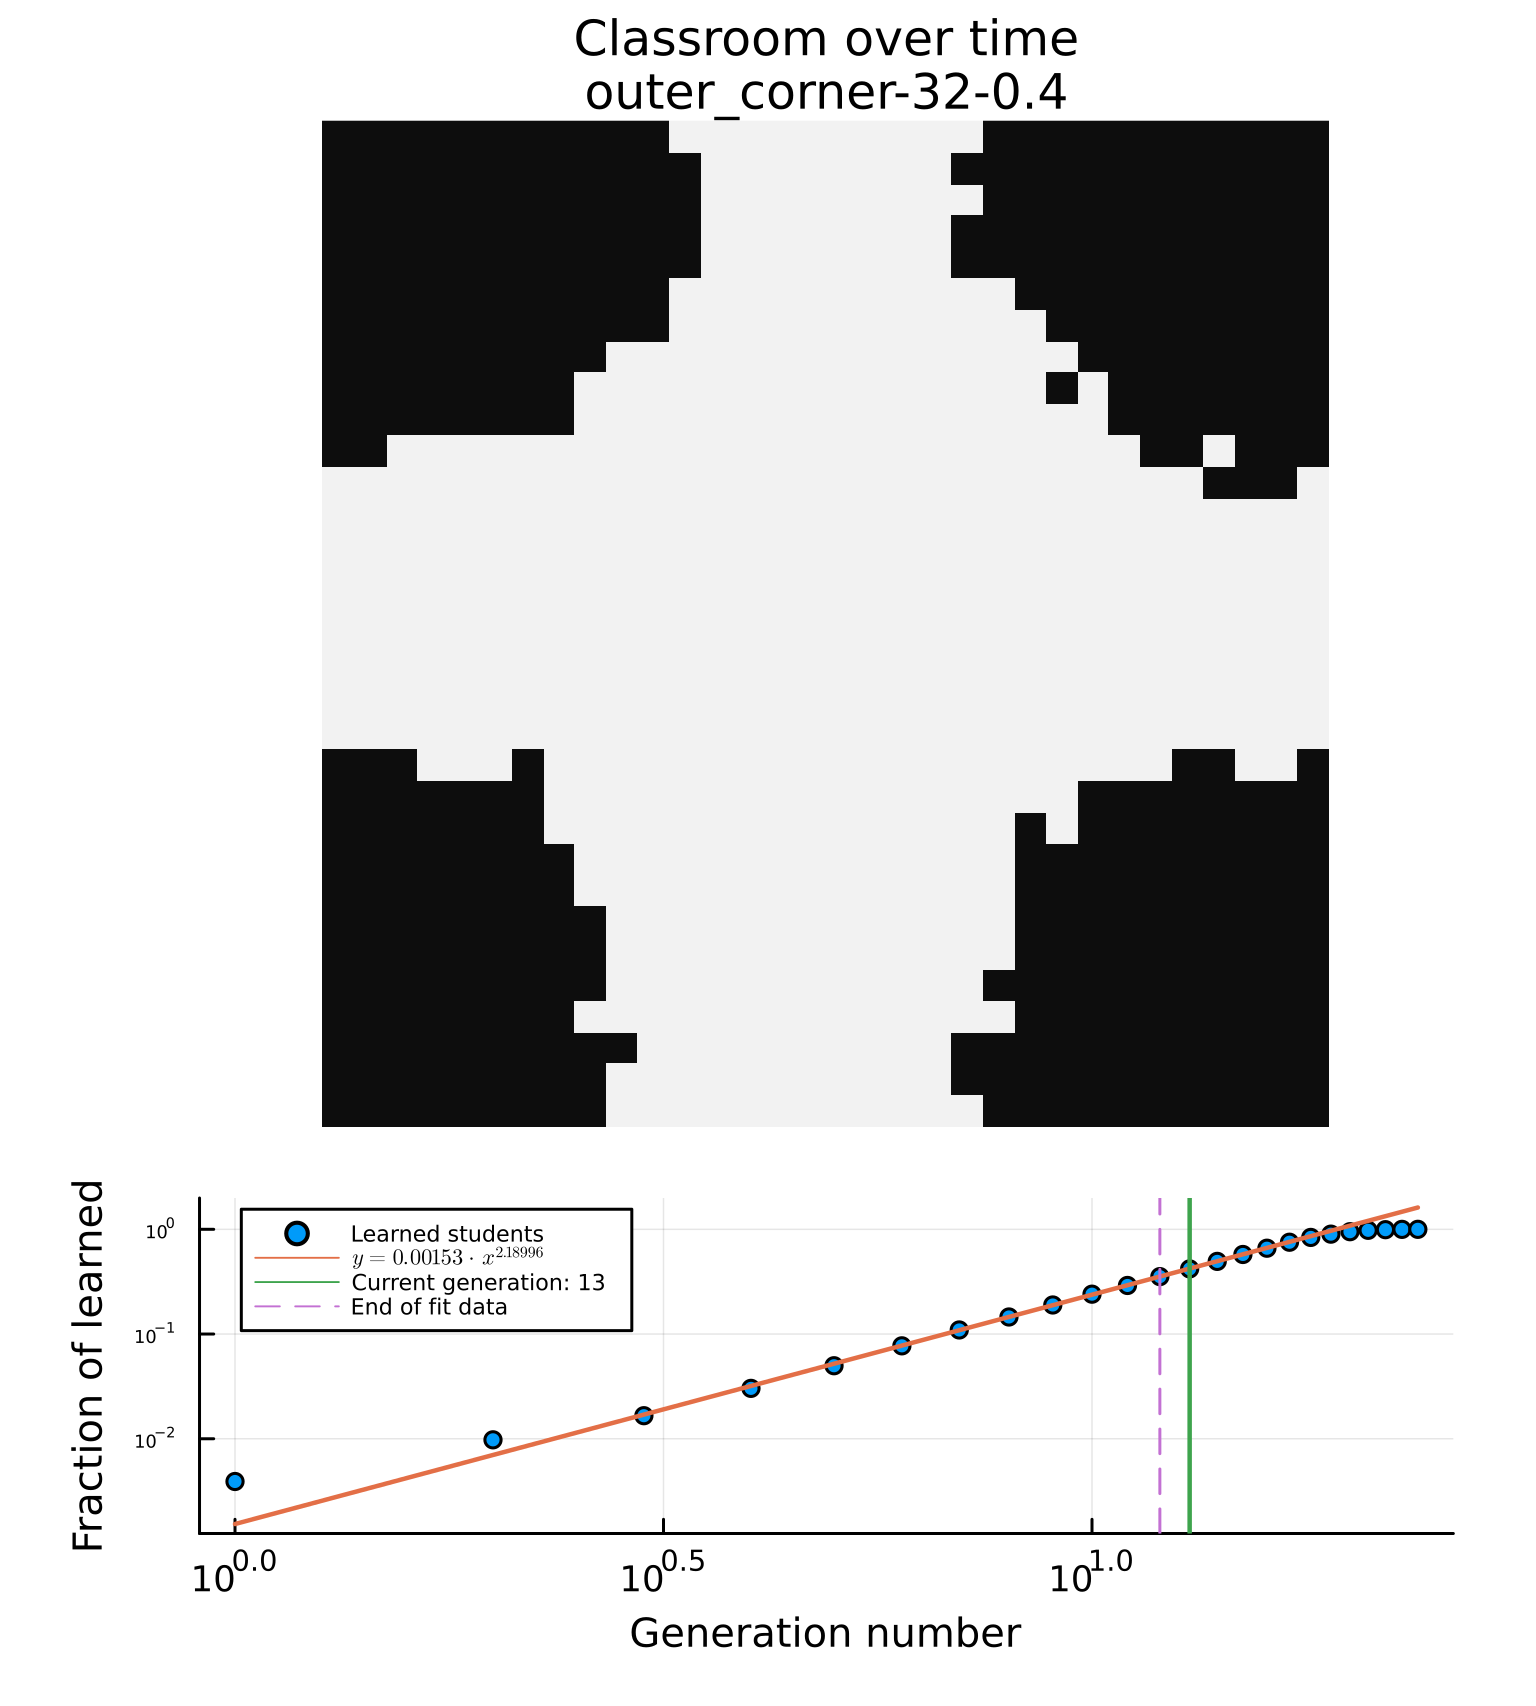 Classroom over time
outer_corner-32-0.4
Fraction of learned
10^0
10^−1
10^−2
Learned students
y = 0.00153 · x^2.18996
Current generation: 13
End of fit data
10^0.0 10^0.5 10^1.0
Generation number